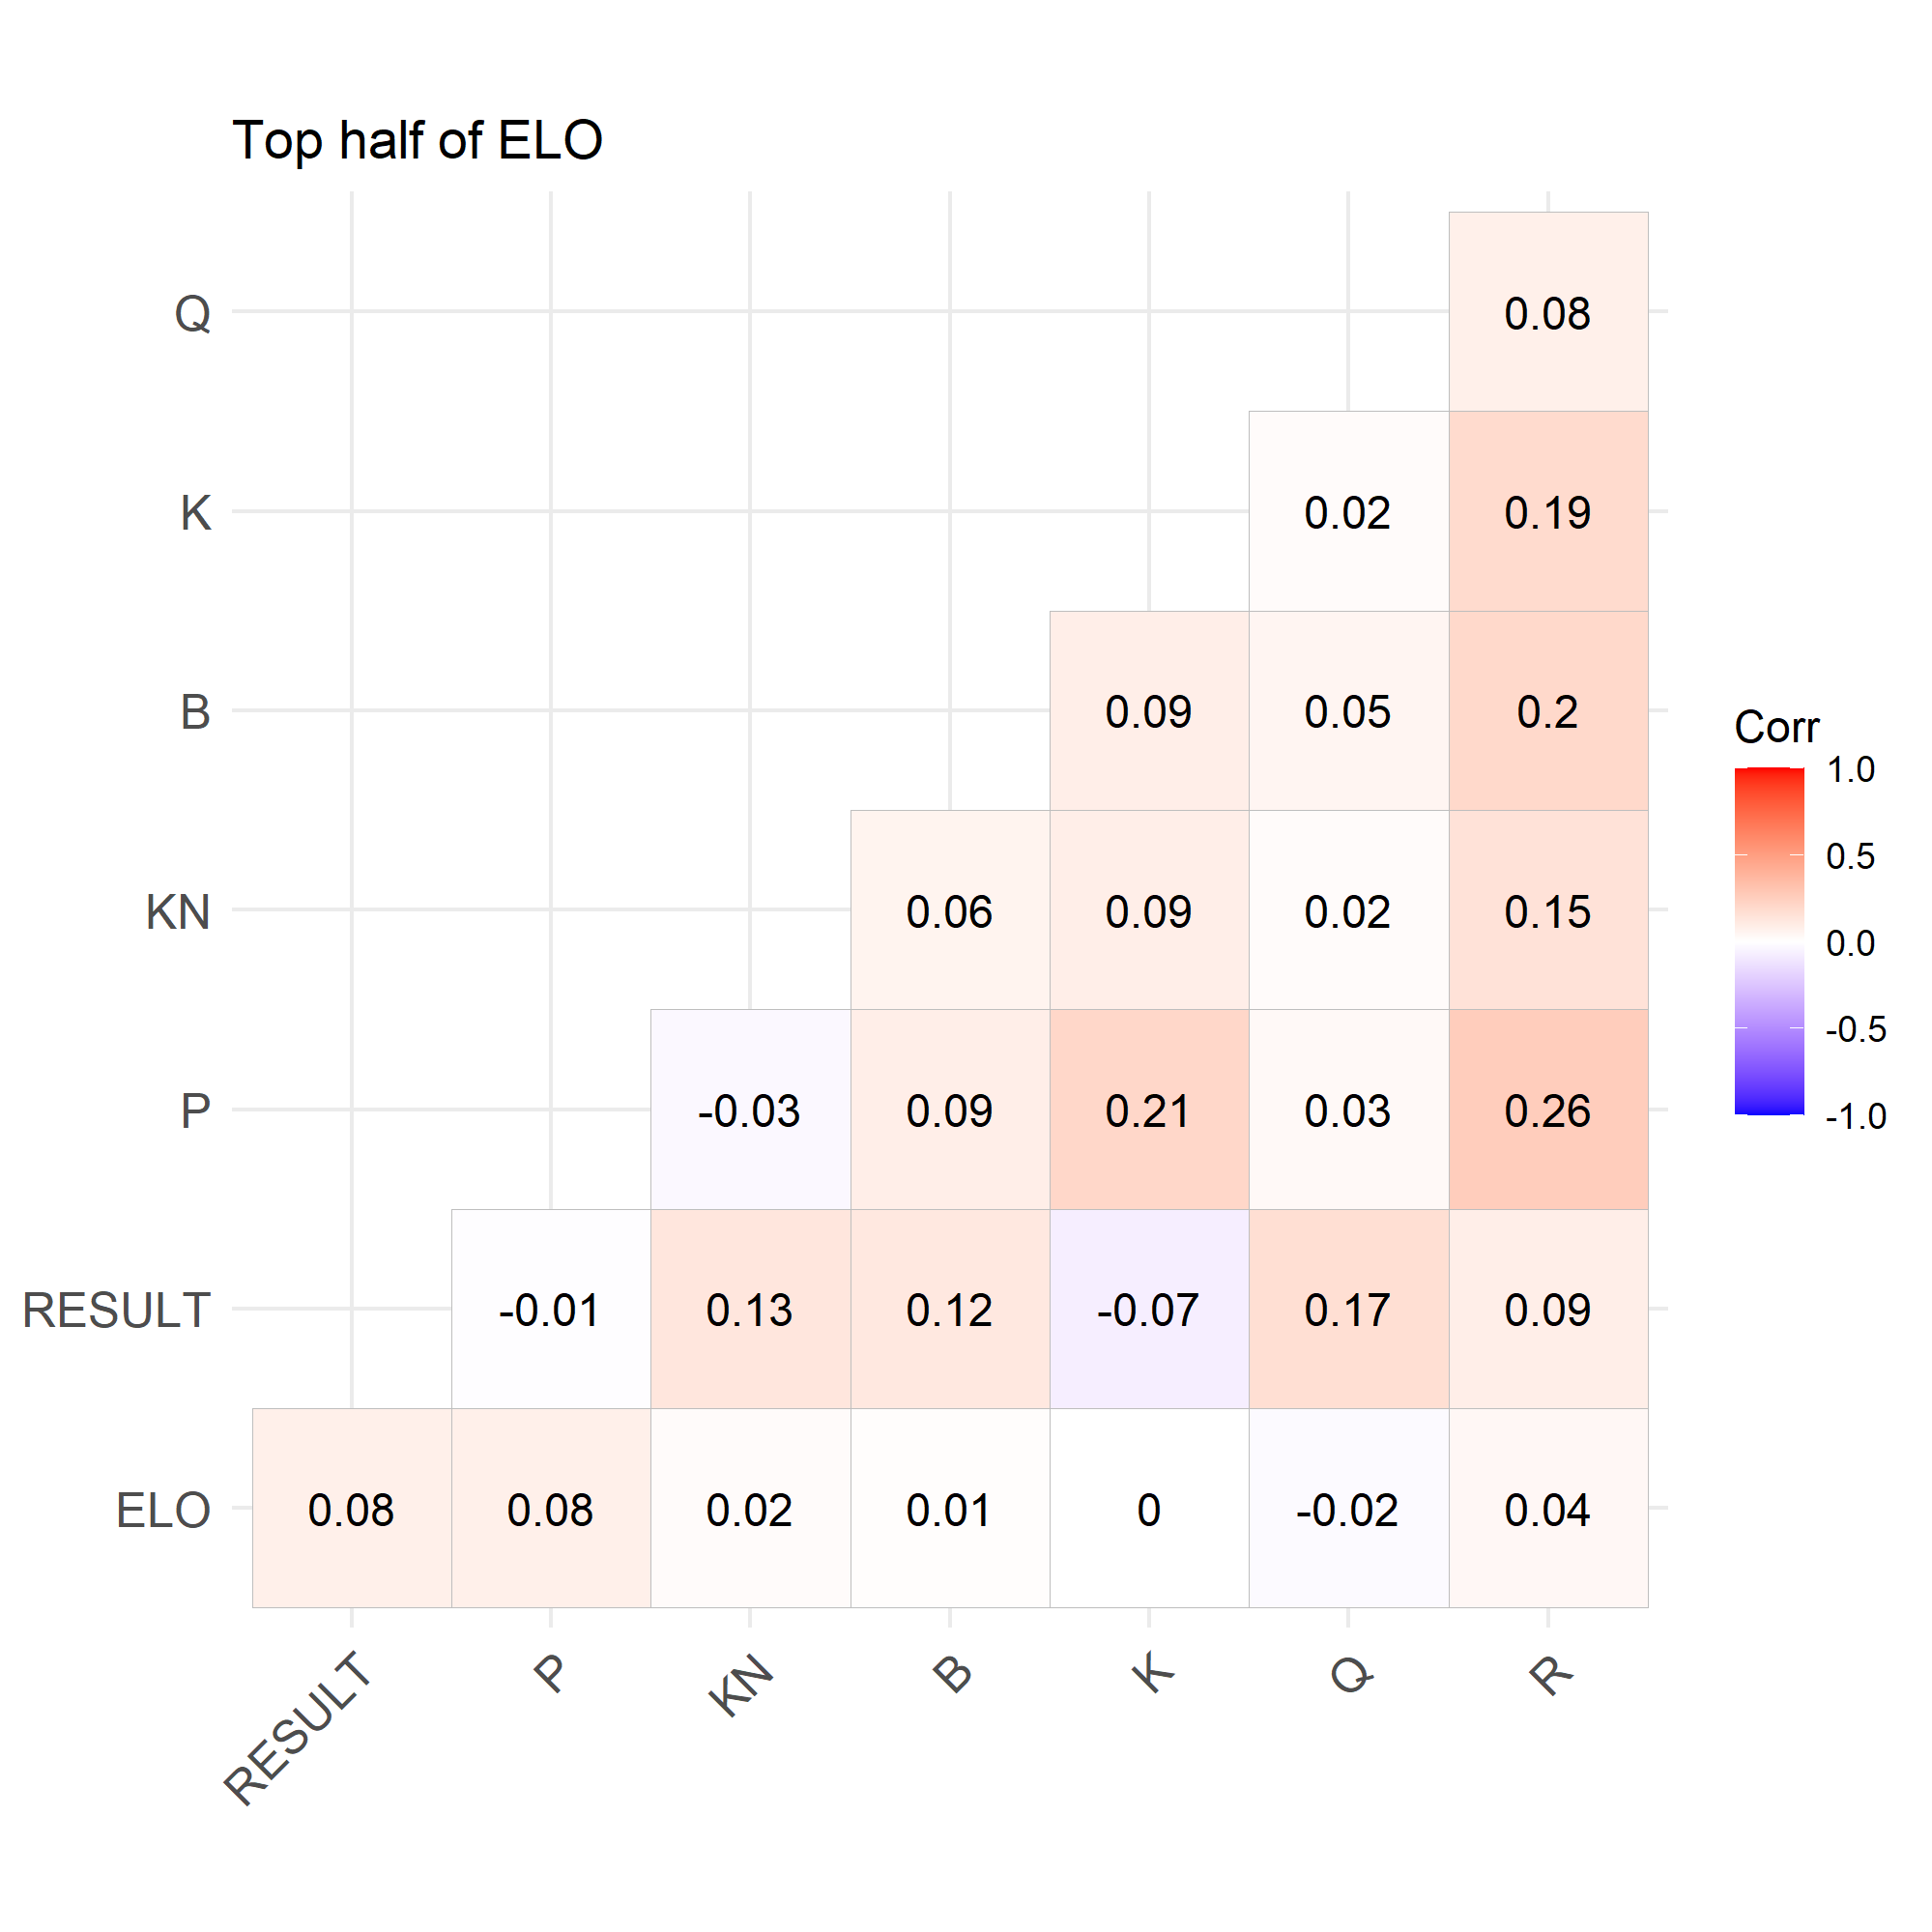 Top half of ELO
Q 0.08
K 0.02 0.19
B 0.09 0.05 0.2
KN 0.06 0.09 0.02 0.15
P -0.03 0.09 0.21 0.03 0.26
RESULT -0.01 0.13 0.12 -0.07 0.17 0.09
ELO 0.08 0.08 0.02 0.01 0 -0.02 0.04
RESULT P KN B K Q R
Corr
1.0
0.5
0.0
-0.5
-1.0